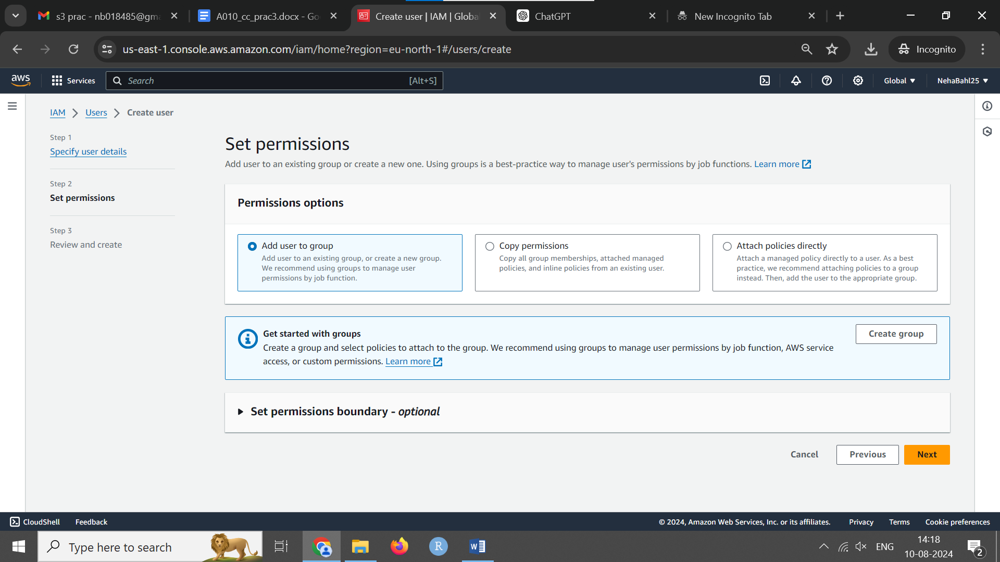 s3 prac - nb018485@gma
A010_cc_prac3.docx - Go
Create user | IAM | Global
ChatGPT
New Incognito Tab
us-east-1.console.aws.amazon.com/iam/home?region=eu-north-1#/users/create
Incognito
aws
Services
Search
[Alt+S]
Global
NehaBahl25
IAM
Users
Create user
Step 1
Specify user details
Step 2
Set permissions
Step 3
Review and create
Set permissions
Add user to an existing group or create a new one. Using groups is a best-practice way to manage user's permissions by job functions. Learn more
Permissions options
Add user to group
Add user to an existing group, or create a new group.
We recommend using groups to manage user
permissions by job function.
Copy permissions
Copy all group memberships, attached managed
policies, and inline policies from an existing user.
Attach policies directly
Attach a managed policy directly to a user. As a best
practice, we recommend attaching policies to a group
instead. Then, add the user to the appropriate group.
Get started with groups
Create a group and select policies to attach to the group. We recommend using groups to manage user permissions by job function, AWS service
access, or custom permissions. Learn more
Create group
Set permissions boundary - optional
Cancel
Previous
Next
CloudShell
Feedback
© 2024, Amazon Web Services, Inc. or its affiliates.
Privacy
Terms
Cookie preferences
Type here to search
R
W
ENG
14:18
10-08-2024
2